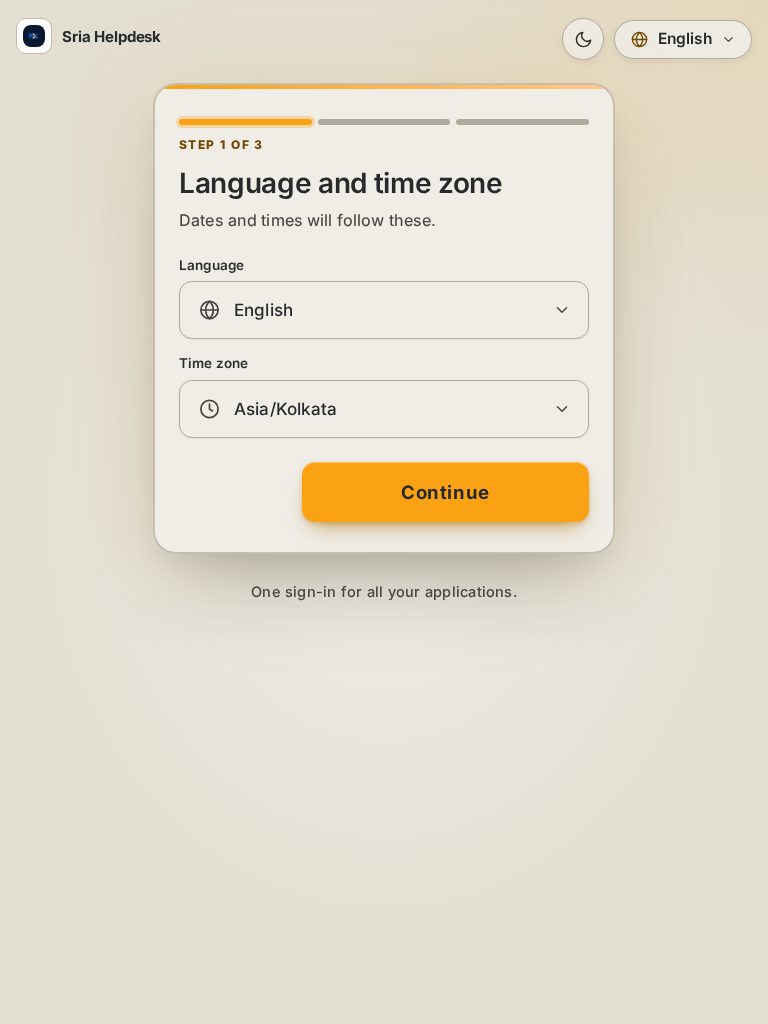 Sria Helpdesk
English
STEP 1 OF 3
Language and time zone
Dates and times will follow these.
Language
English
Time zone
Asia/Kolkata
Continue
One sign-in for all your applications.